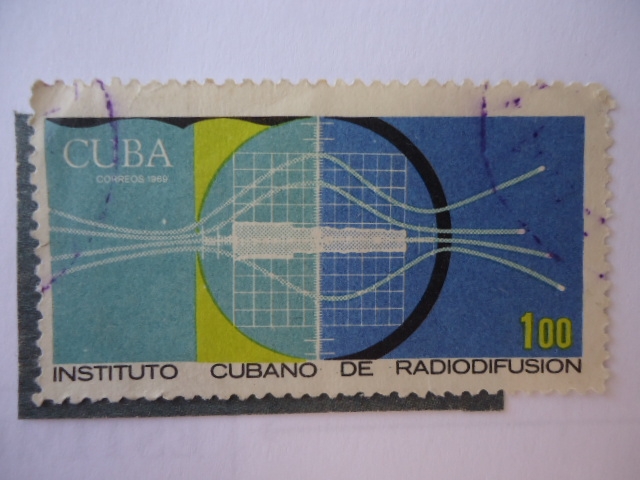 CUBA
CORREOS 1969
1.00
INSTITUTO CUBANO DE RADIODIFUSION